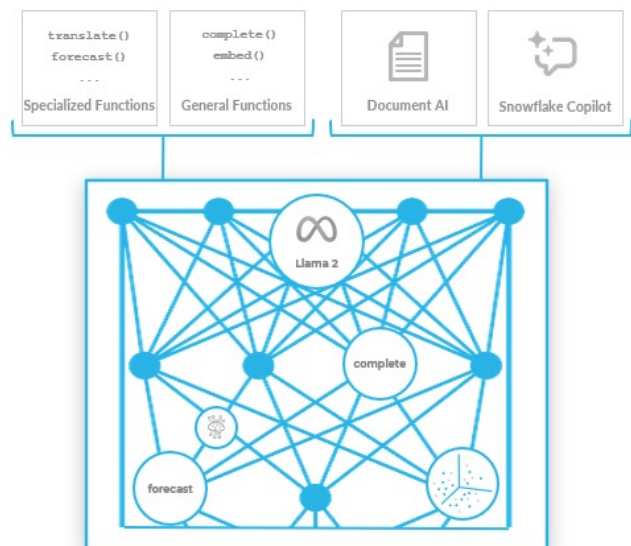 translate()
forecast()
...
Specialized Functions
complete()
embed()
...
General Functions
Document AI
Snowflake Copilot
Llama 2
complete
forecast